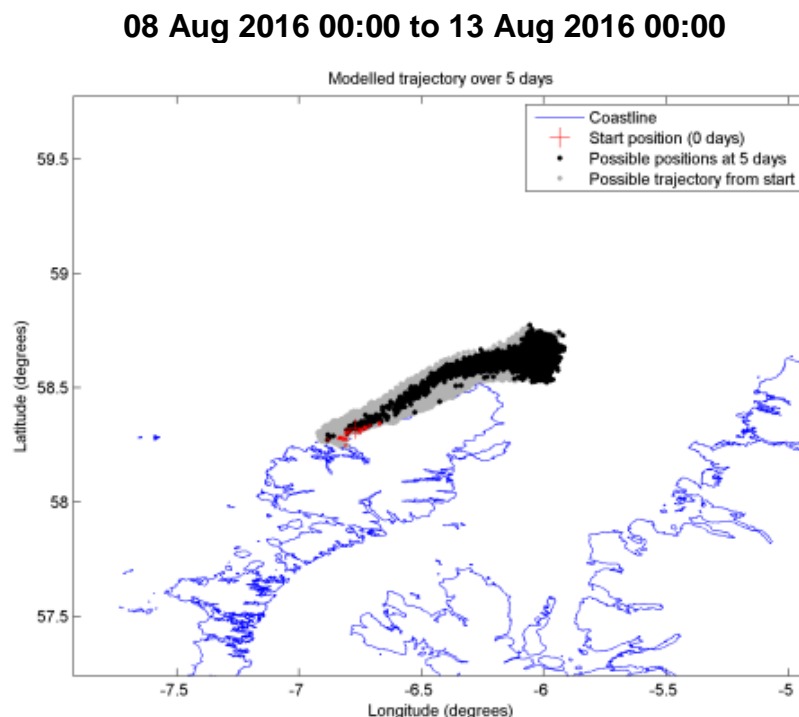 08 Aug 2016 00:00 to 13 Aug 2016 00:00
Modelled trajectory over 5 days
Coastline
Start position (0 days)
Possible positions at 5 days
Possible trajectory from start
59.5
59
58.5
58
57.5
Latitude (degrees)
-7.5 -7 -6.5 -6 -5.5 -5
Longitude (degrees)